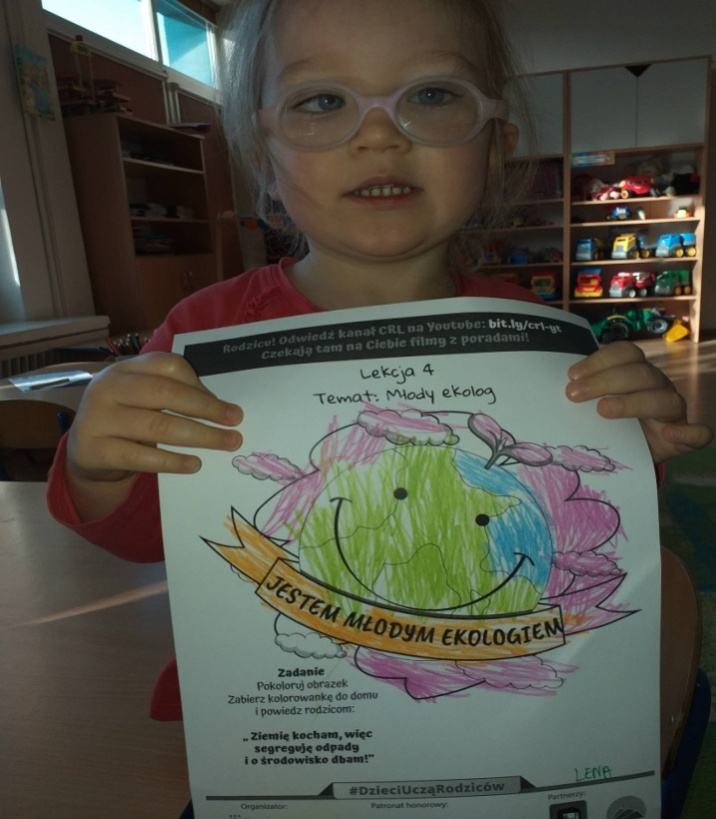 Rodzicu! Odwiedź kanał CRL na Youtube: bit.ly/crl-yt
Czekają tam na Ciebie filmy z poradami!
Lekcja 4
Temat: Młody ekolog
JESTEM MŁODYM EKOLOGIEM
Zadanie
Pokoloruj obrazek
Zabierz kolorowankę do domu
i powiedz rodzicom:
„Ziemię kocham, więc
segreguję odpady
i o środowisko dbam!"
LENA
#DzieciUcząRodziców
Organizator: Patronat honorowy: Partnerzy: